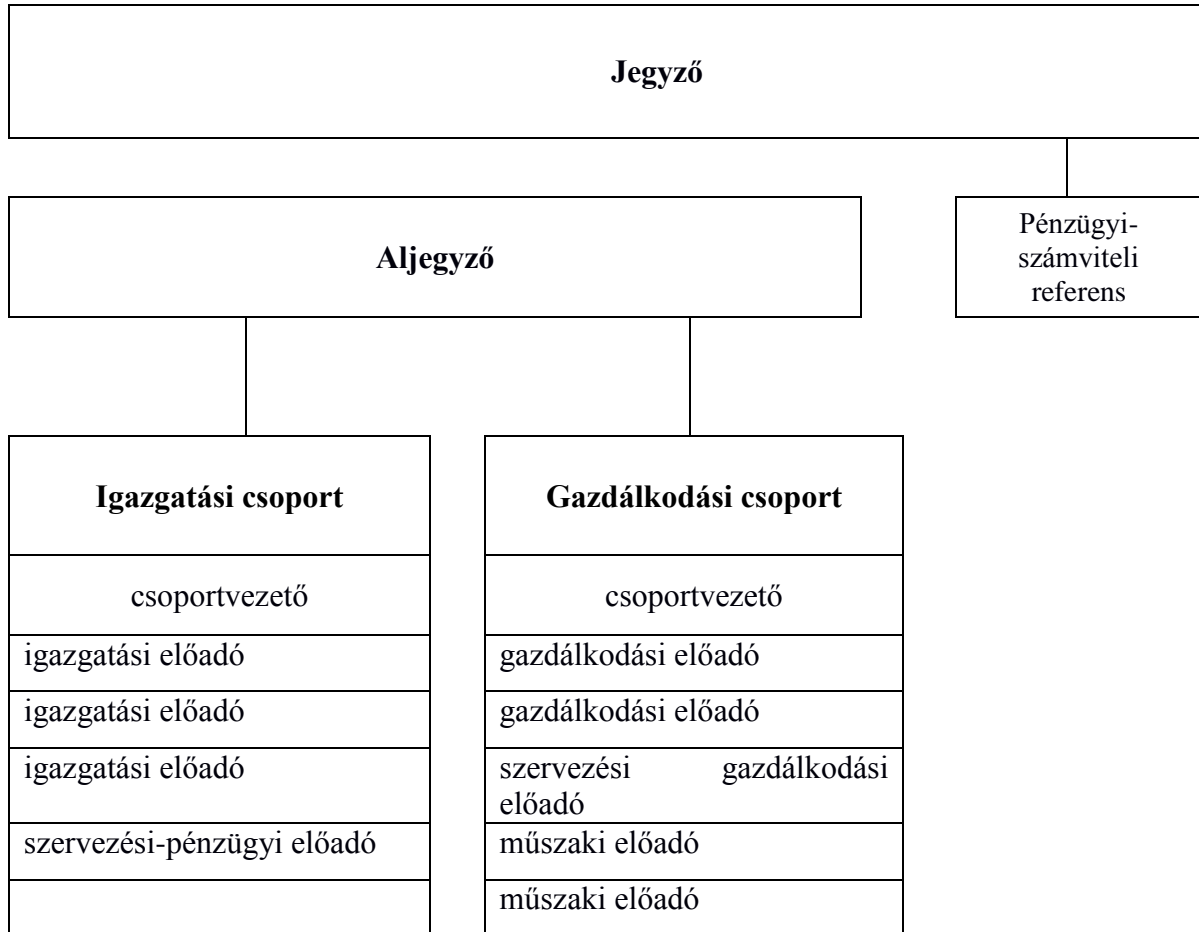 Jegyző
Aljegyző
Pénzügyi-
számviteli
referens
Igazgatási csoport
csoportvezető
igazgatási előadó
igazgatási előadó
igazgatási előadó
szervezési-pénzügyi előadó
Gazdálkodási csoport
csoportvezető
gazdálkodási előadó
gazdálkodási előadó
szervezési gazdálkodási
előadó
műszaki előadó
műszaki előadó